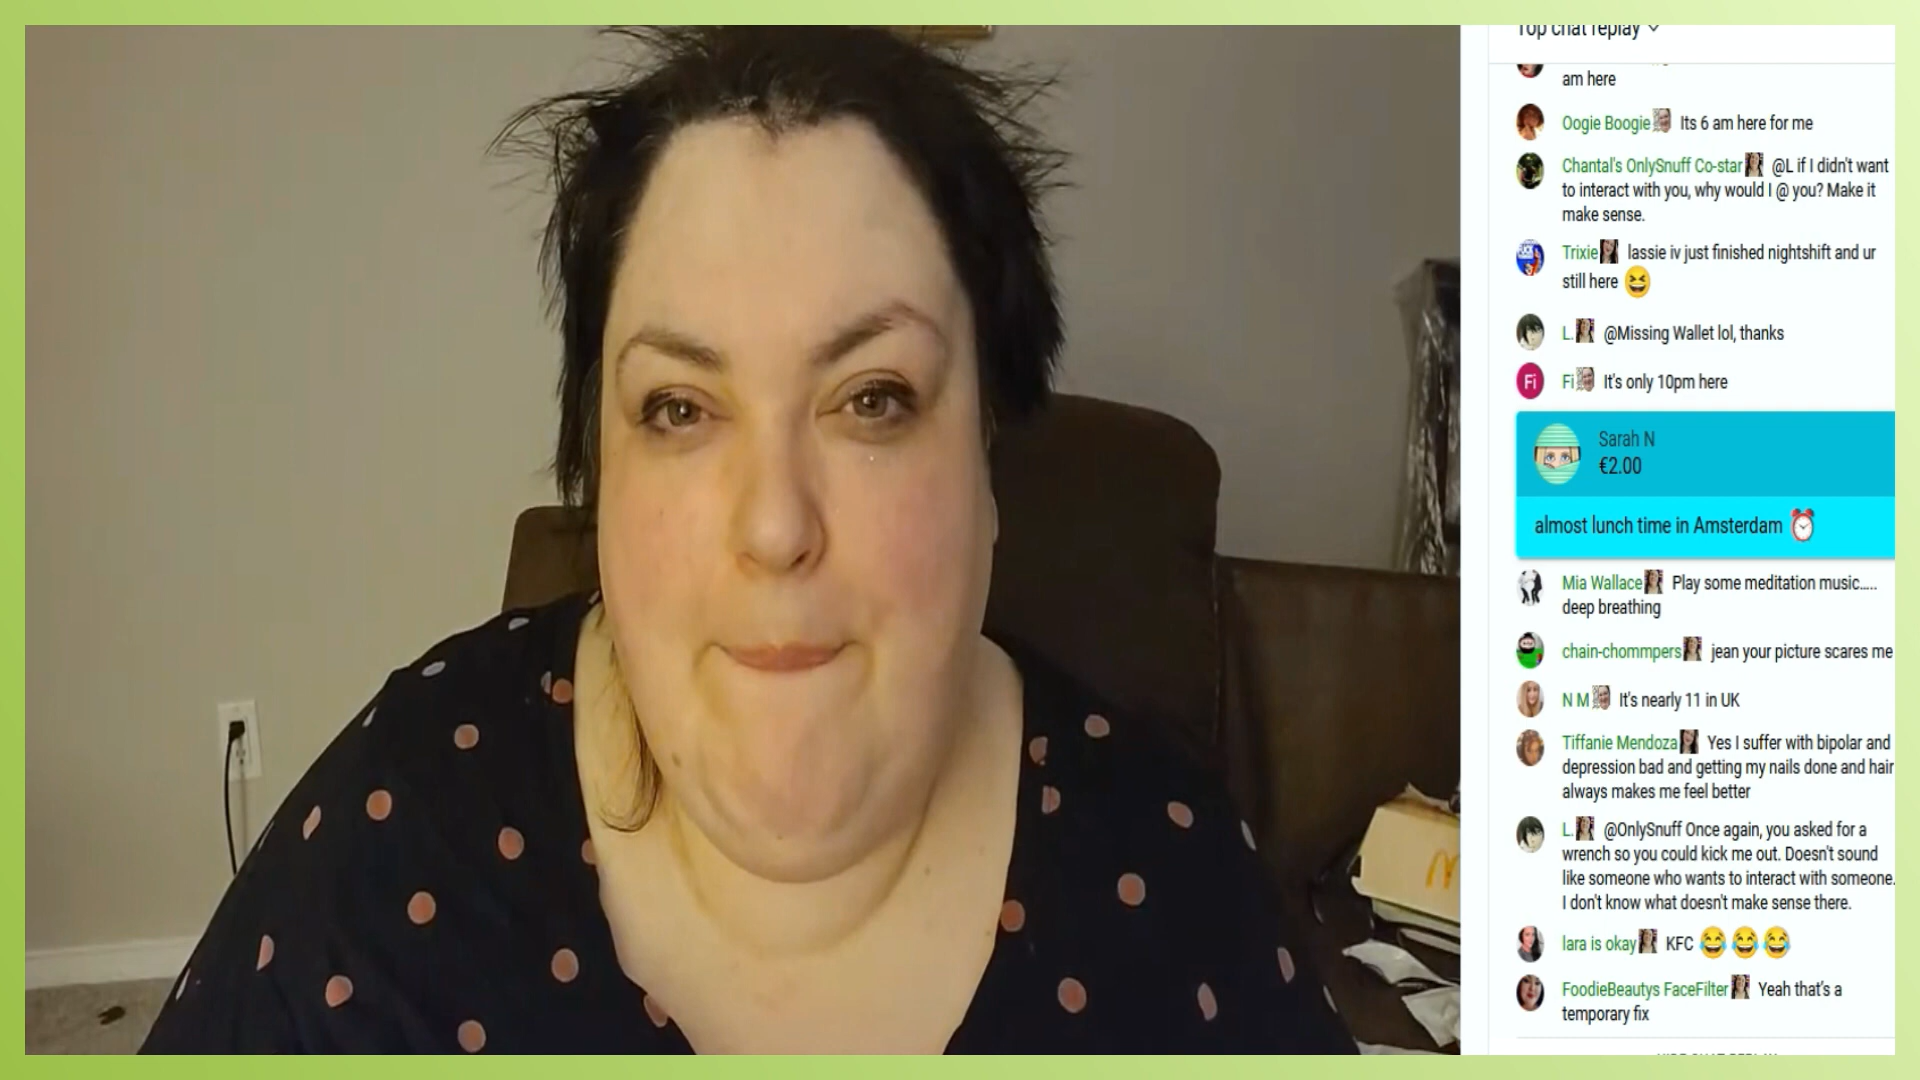 Top chat replay
am here
Oogie Boogie Its 6 am here for me
Chantal's OnlySnuff Co-star @L if I didn't want
to interact with you, why would I @ you? Make it
make sense.
Trixie lassie iv just finished nightshift and ur
still here 😆
L. @Missing Wallet lol, thanks
Fi Fi It's only 10pm here
Sarah N
€2.00
almost lunch time in Amsterdam ⏰
Mia Wallace Play some meditation music.....
deep breathing
chain-chommpers jean your picture scares me
N M It's nearly 11 in UK
Tiffanie Mendoza Yes I suffer with bipolar and
depression bad and getting my nails done and hair
always makes me feel better
L. @OnlySnuff Once again, you asked for a
wrench so you could kick me out. Doesn't sound
like someone who wants to interact with someone.
I don't know what doesn't make sense there.
lara is okay KFC 😂😂😂
FoodieBeautys FaceFilter Yeah that's a
temporary fix
HIDE CHAT REPLAY